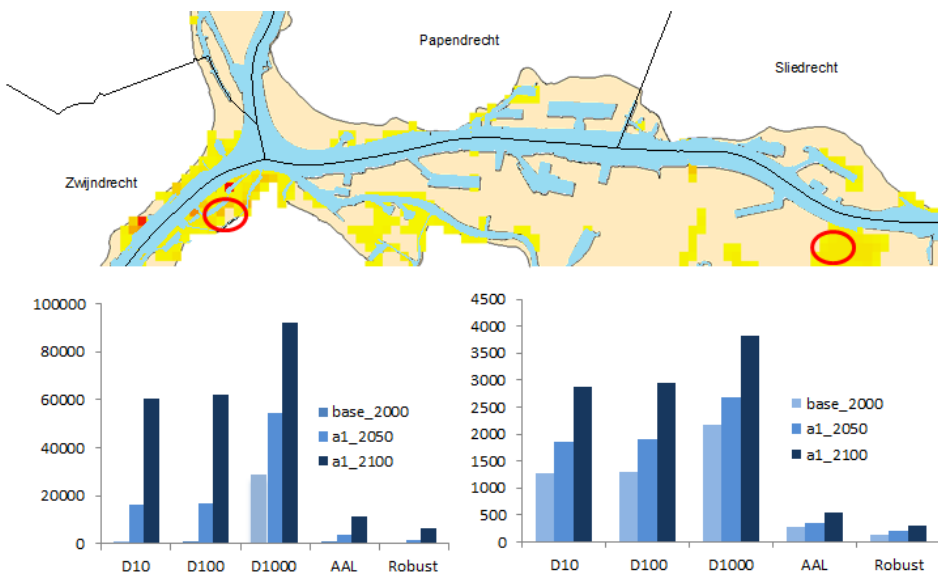 Papendrecht
Sliedrecht
Zwijndrecht
100000
80000
60000
40000
20000
0
D10 D100 D1000 AAL Robust
base_2000
a1_2050
a1_2100
4500
4000
3500
3000
2500
2000
1500
1000
500
0
D10 D100 D1000 AAL Robust
base_2000
a1_2050
a1_2100